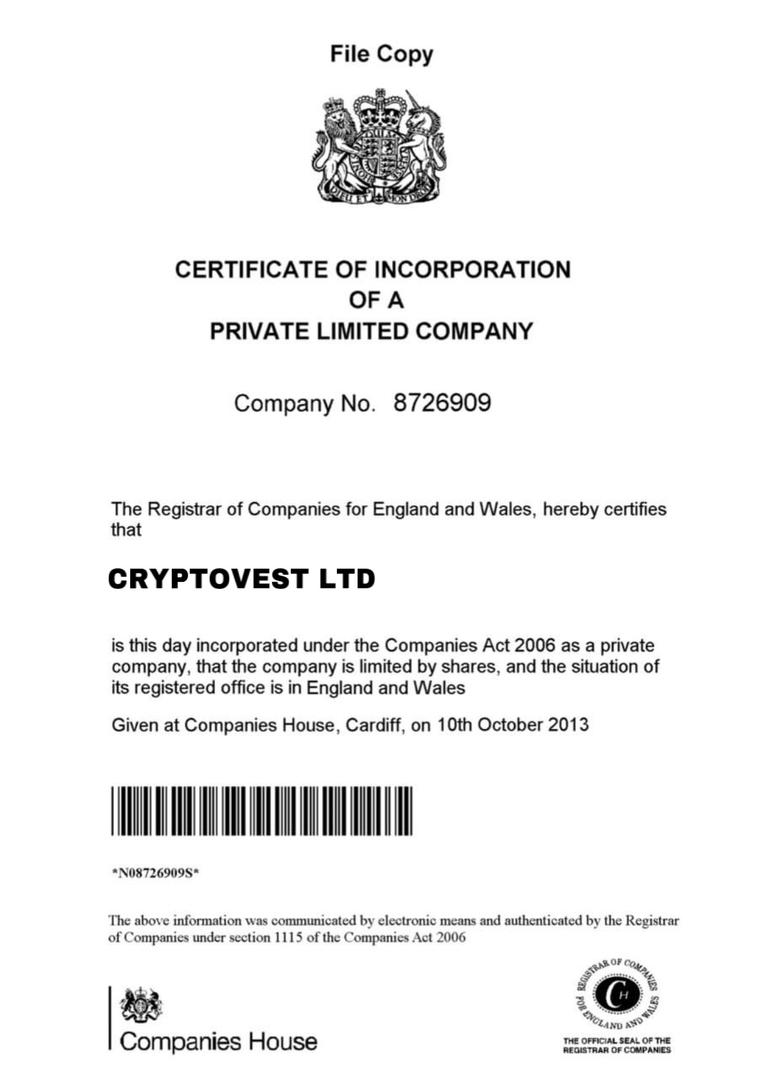 File Copy
DIEU ET MON DROIT
CERTIFICATE OF INCORPORATION
OF A
PRIVATE LIMITED COMPANY
Company No. 8726909
The Registrar of Companies for England and Wales, hereby certifies
that
CRYPTOVEST LTD
is this day incorporated under the Companies Act 2006 as a private
company, that the company is limited by shares, and the situation of
its registered office is in England and Wales
Given at Companies House, Cardiff, on 10th October 2013
*N08726909S*
The above information was communicated by electronic means and authenticated by the Registrar
of Companies under section 1115 of the Companies Act 2006
Companies House
REGISTRAR OF COMPANIES
FOR ENGLAND AND WALES
CH
THE OFFICIAL SEAL OF THE
REGISTRAR OF COMPANIES